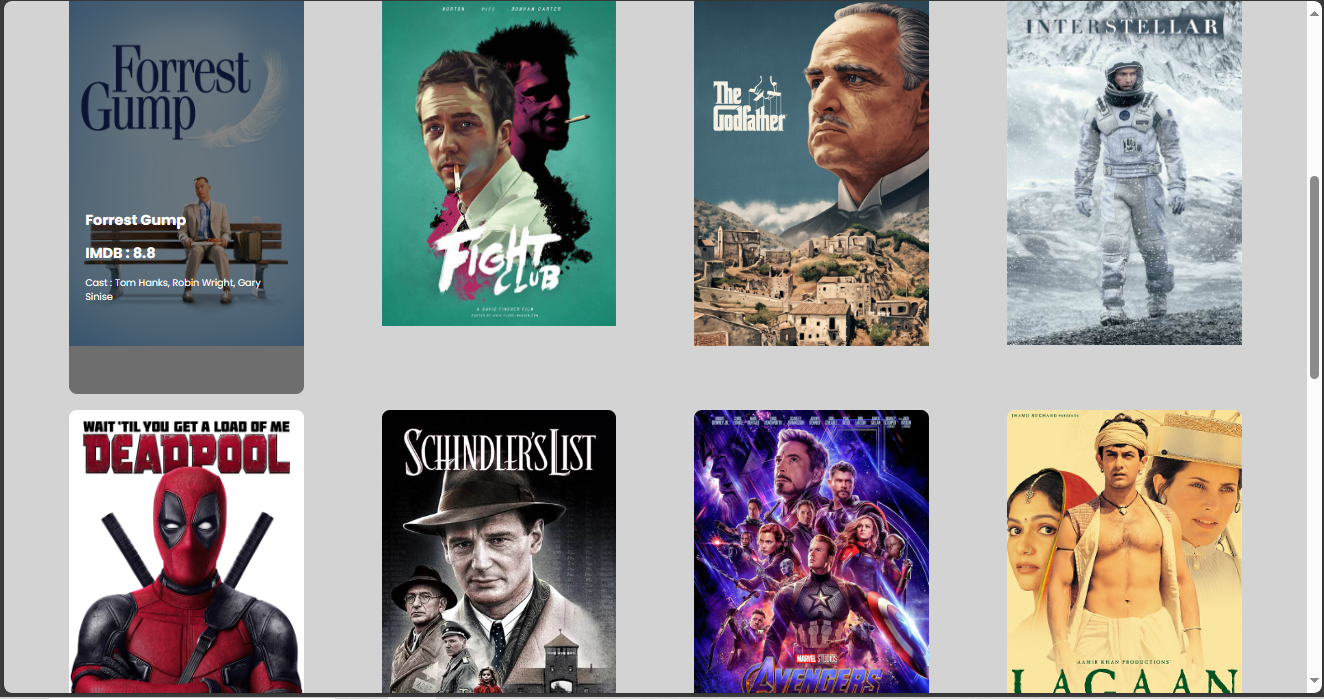 NORTON PITT BONHAM CARTER
INTERSTELLAR
Forrest
Gump
The
Godfather
Forrest Gump
IMDB : 8.8
Cast : Tom Hanks, Robin Wright, Gary
Sinise
FIGHT
CLUB
A DAVID FINCHER FILM
WAIT 'TIL YOU GET A LOAD OF ME
DEADPOOL
SCHINDLER'S LIST
AAMIR KHAN PRODUCTIONS'
MARVEL STUDIOS
AVENGERS
LAGAAN